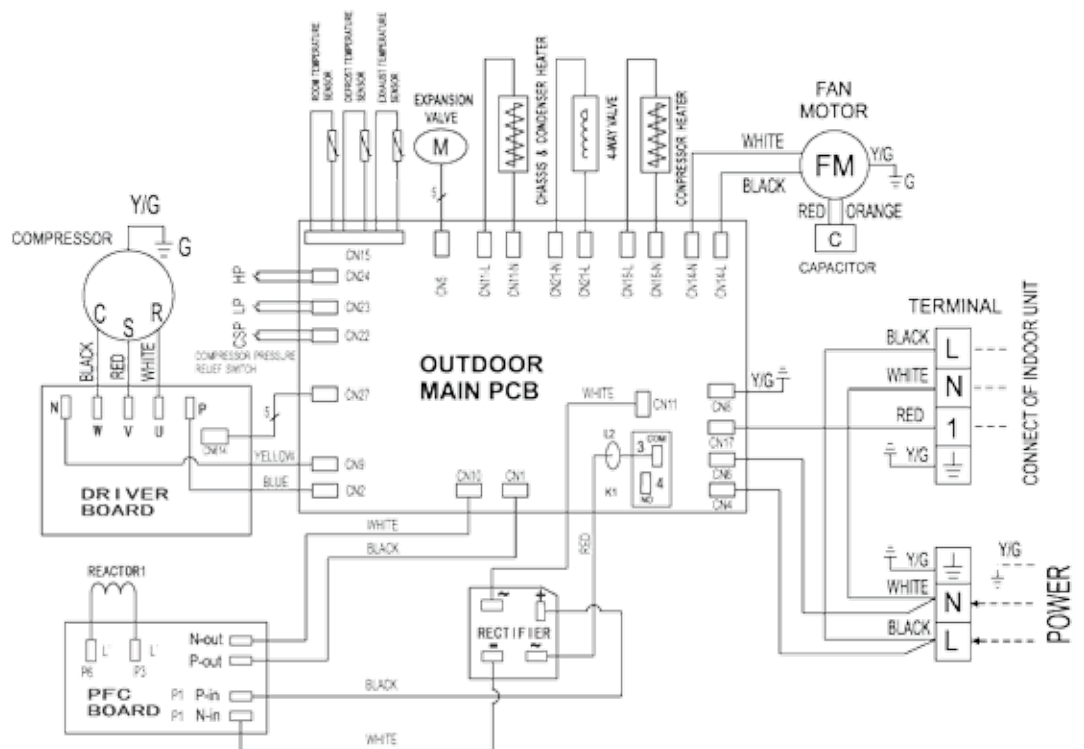 ROOM TEMPERATURE
SENSOR
DEFROST TEMPERATURE
SENSOR
EXHAUST TEMPERATURE
SENSOR
EXPANSION
VALVE
M
5
CHASSIS & CONDENSER HEATER
4-WAY VALVE
CONPRESSOR HEATER
FAN
MOTOR
WHITE
FM
Y/G
G
BLACK
RED
ORANGE
C
CAPACITOR
Y/G
G
COMPRESSOR
C
S
R
BLACK
RED
WHITE
CN15
HP
CN24
LP
CN23
CSP
CN22
COMPRESSOR PRESSURE
RELIEF SWITCH
CN5
CN11-L
CN11-N
CN21-N
CN21-L
CN15-L
CN15-N
CN14-N
CN14-L
OUTDOOR
MAIN PCB
TERMINAL
BLACK
L
WHITE
N
RED
1
Y/G
CONNECT OF INDOOR UNIT
N
W
V
U
P
5
CN27
YELLOW
CN9
BLUE
CN2
DRIVER
BOARD
WHITE
CN11
Y/G
CN6
CN17
CN6
CN4
L2
3
COM
4
NO
K1
CN10
CN1
WHITE
BLACK
RED
REACTOR1
L'
L'
P6
P3
N-out
P-out
P1
P-in
P1
N-in
PFC
BOARD
~
+
RECTIFIER
~
BLACK
WHITE
Y/G
Y/G
WHITE
N
BLACK
L
POWER